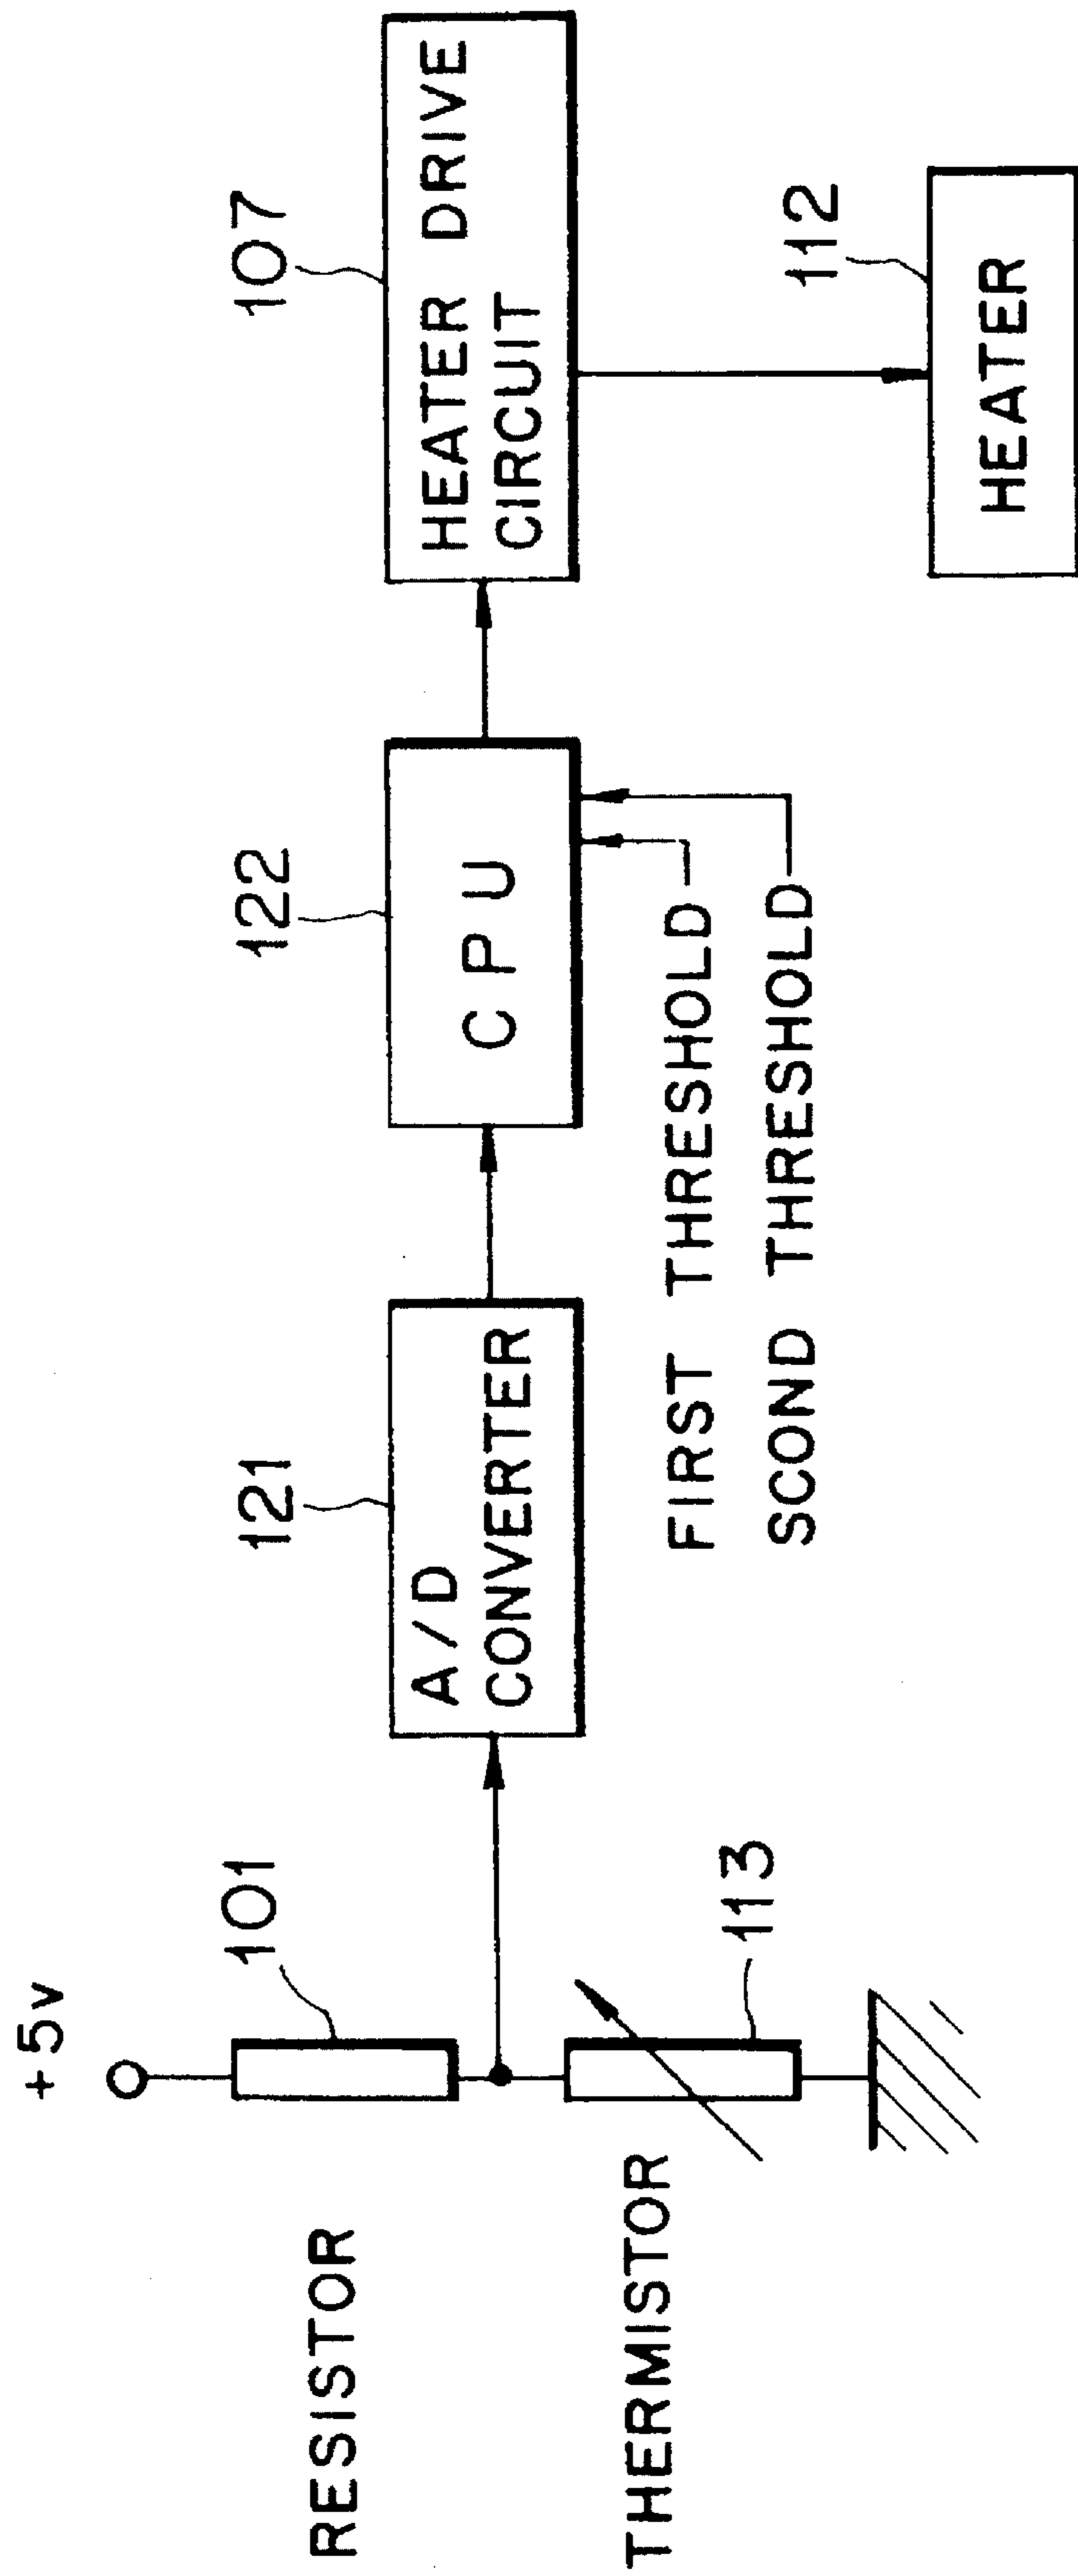 +5v
RESISTOR
101
THERMISTOR
113
121
A/D
CONVERTER
122
CPU
FIRST THRESHOLD
SCOND THRESHOLD
107
HEATER DRIVE
CIRCUIT
112
HEATER